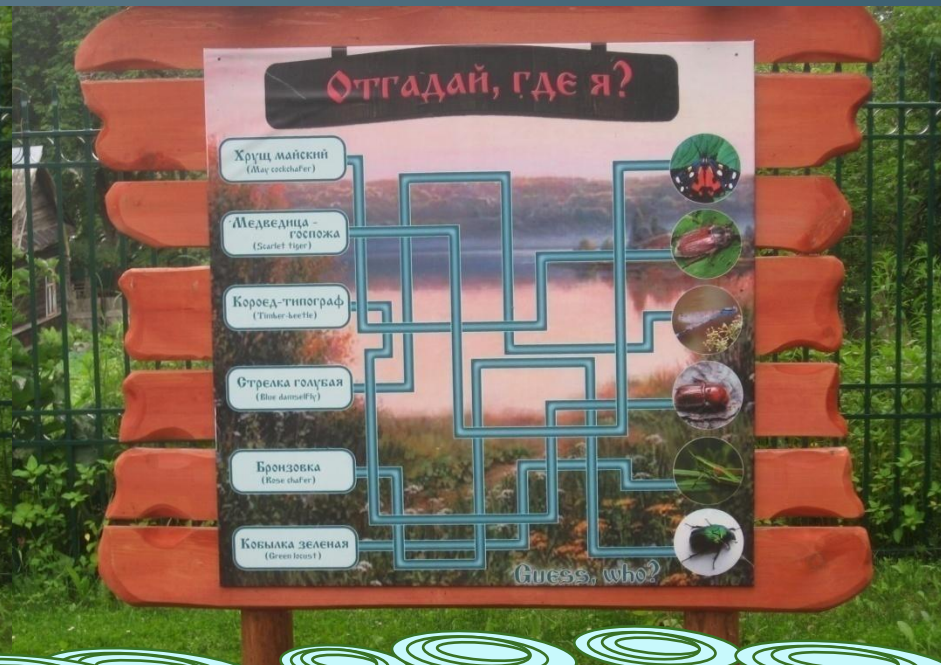 Отгадай, где я?
Хрущ майский
(May cockchafer)
Медведица -
госпожа
(Scarlet tiger)
Короед-типограф
(Timber-beetle)
Стрелка голубая
(Blue damselfly)
Бронзовка
(Rose chafer)
Кобылка зеленая
(Green locust)
Guess, who?